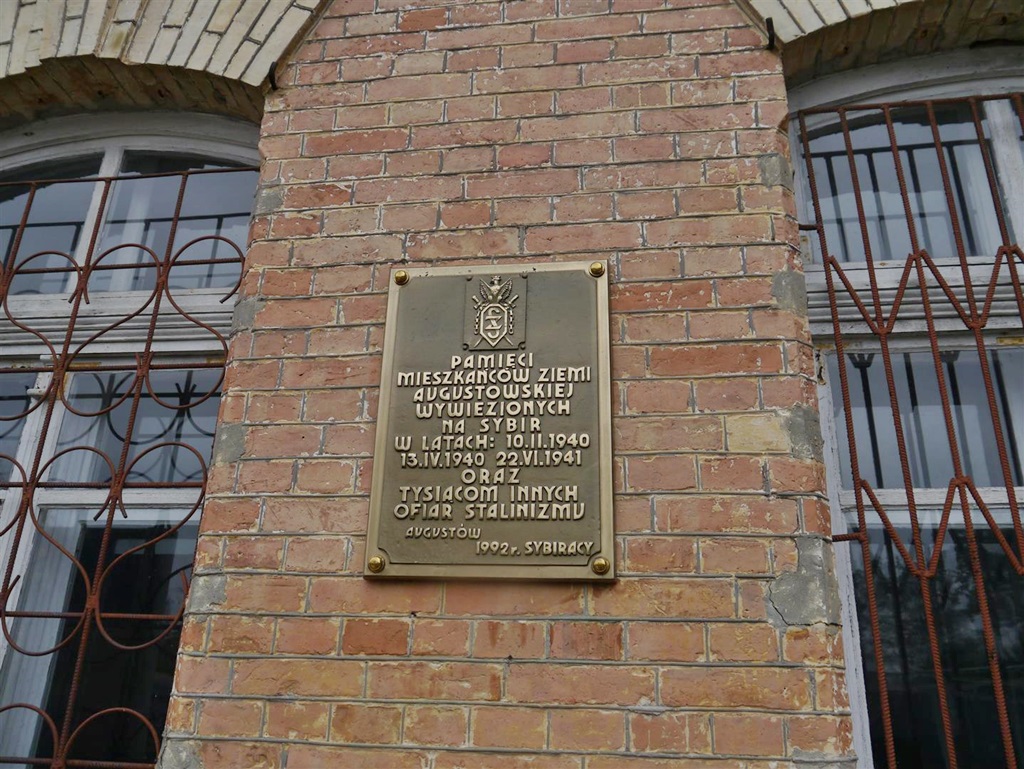 PAMIĘCI
MIESZKAŃCÓW ZIEMI
AUGUSTOWSKIEJ
WYWIEZIONYCH
NA SYBIR
W LATACH: 10.II.1940
13.IV.1940 22.VI.1941
ORAZ
TYSIĄCOM INNYCH
OFIAR STALINIZMU
AUGUSTÓW
1992 r. SYBIRACY